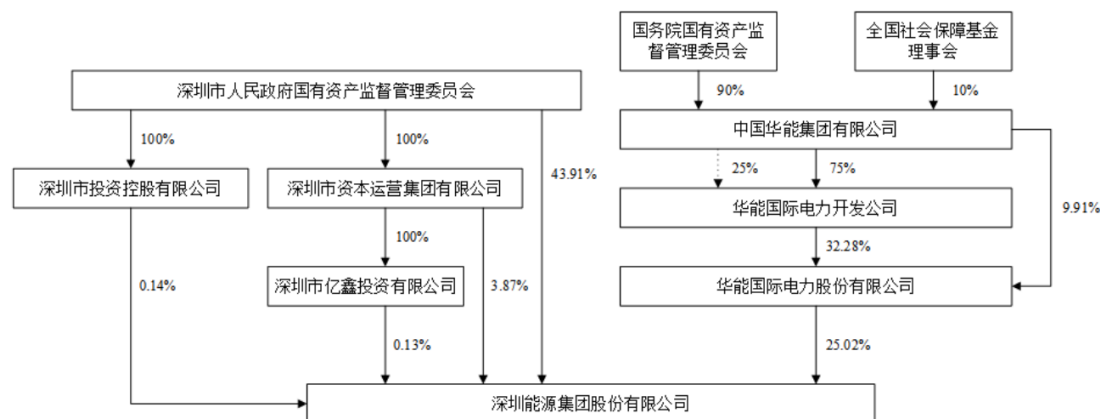 国务院国有资产监
督管理委员会
全国社会保障基金
理事会
深圳市人民政府国有资产监督管理委员会
90%
10%
中国华能集团有限公司
100%
100%
43.91%
25%
75%
9.91%
深圳市投资控股有限公司
深圳市资本运营集团有限公司
华能国际电力开发公司
100%
32.28%
0.14%
深圳市亿鑫投资有限公司
3.87%
华能国际电力股份有限公司
0.13%
25.02%
深圳能源集团股份有限公司